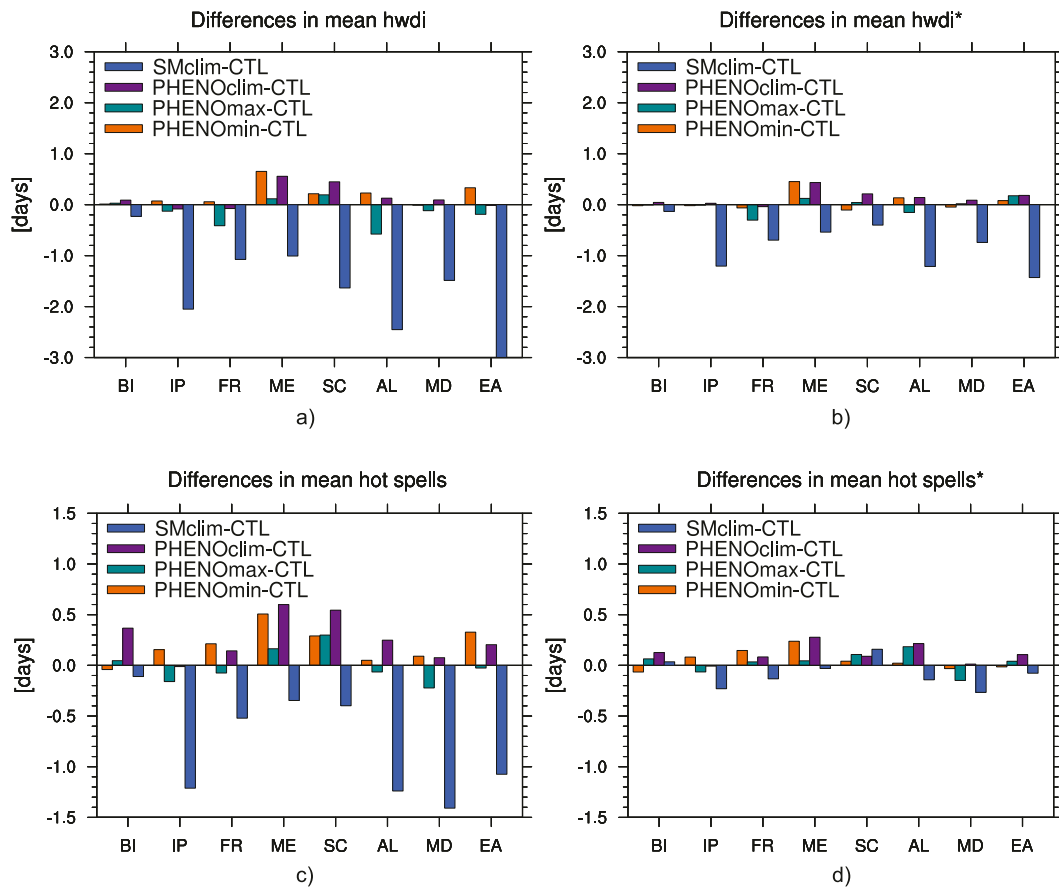 Differences in mean hwdi
3.0
2.0
1.0
0.0
-1.0
-2.0
-3.0
[days]
SMclim-CTL
PHENOclim-CTL
PHENOmax-CTL
PHENOmin-CTL
BI IP FR ME SC AL MD EA
a)
Differences in mean hwdi*
3.0
2.0
1.0
0.0
-1.0
-2.0
-3.0
[days]
SMclim-CTL
PHENOclim-CTL
PHENOmax-CTL
PHENOmin-CTL
BI IP FR ME SC AL MD EA
b)
Differences in mean hot spells
1.5
1.0
0.5
0.0
-0.5
-1.0
-1.5
[days]
SMclim-CTL
PHENOclim-CTL
PHENOmax-CTL
PHENOmin-CTL
BI IP FR ME SC AL MD EA
c)
Differences in mean hot spells*
1.5
1.0
0.5
0.0
-0.5
-1.0
-1.5
[days]
SMclim-CTL
PHENOclim-CTL
PHENOmax-CTL
PHENOmin-CTL
BI IP FR ME SC AL MD EA
d)